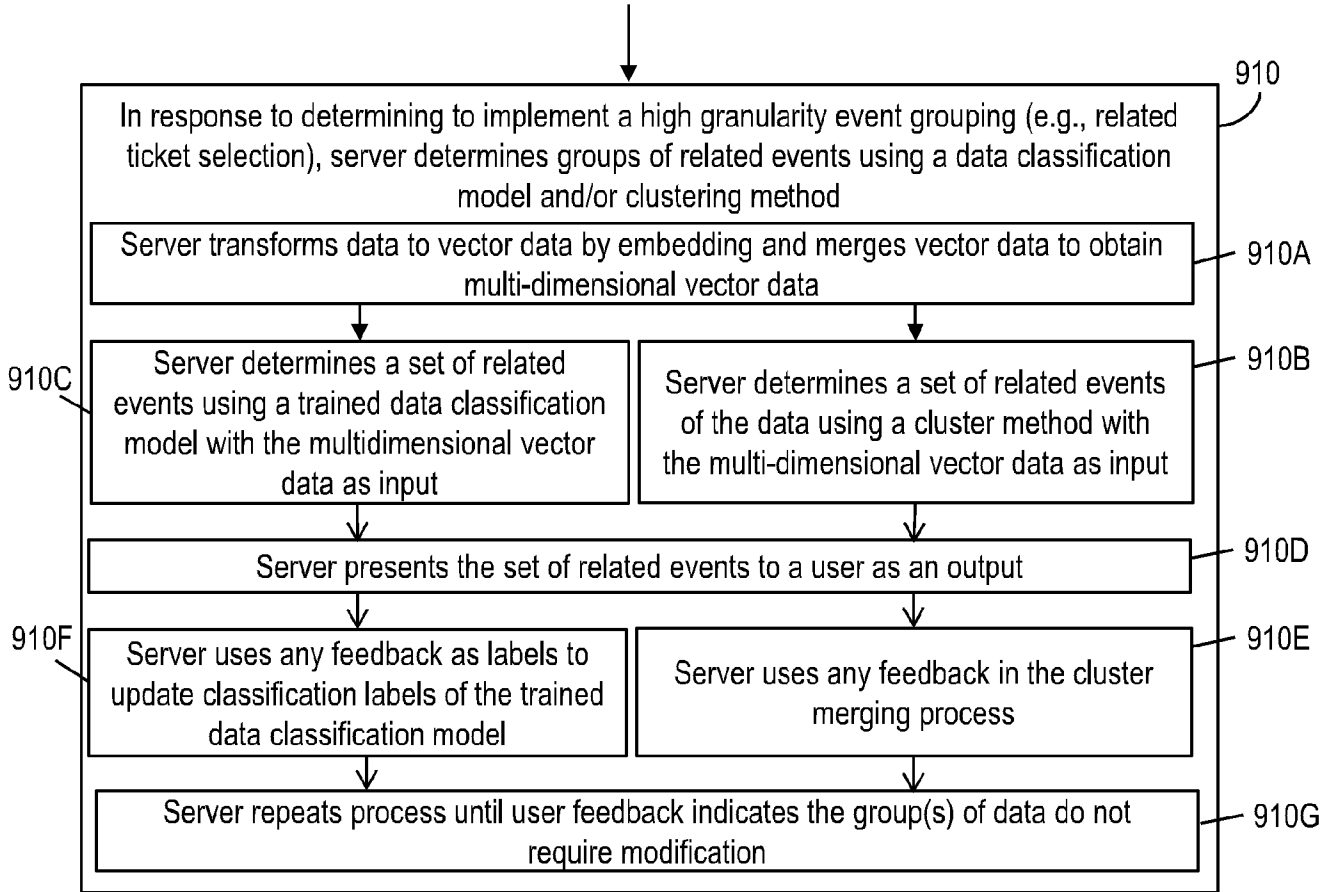 910
In response to determining to implement a high granularity event grouping (e.g., related
ticket selection), server determines groups of related events using a data classification
model and/or clustering method
Server transforms data to vector data by embedding and merges vector data to obtain
multi-dimensional vector data
910A
910C
Server determines a set of related
events using a trained data classification
model with the multidimensional vector
data as input
Server determines a set of related events
of the data using a cluster method with
the multi-dimensional vector data as input
910B
Server presents the set of related events to a user as an output
910D
910F
Server uses any feedback as labels to
update classification labels of the trained
data classification model
Server uses any feedback in the cluster
merging process
910E
Server repeats process until user feedback indicates the group(s) of data do not
require modification
910G